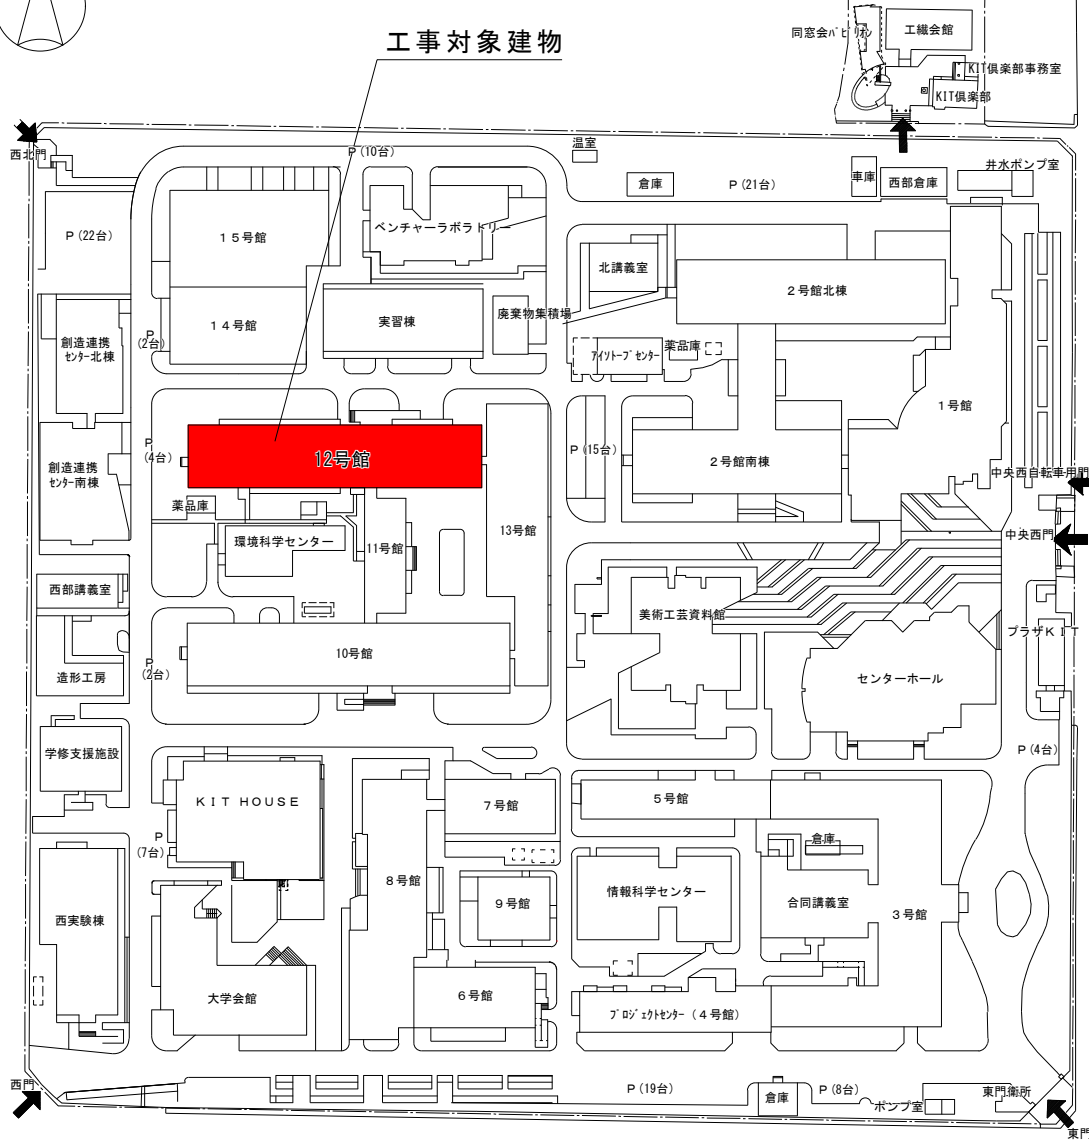 工事対象建物
同窓会パビリオン
工繊会館
KIT倶楽部事務室
KIT倶楽部
西北門
P(10台)
温室
倉庫
P(21台)
車庫
西部倉庫
井水ポンプ室
P(22台)
15号館
ベンチャーラボラトリー
北講義室
2号館北棟
14号館
実習棟
廃棄物集積場
P
(2台)
創造連携
センター北棟
アイソトープセンター
薬品庫
1号館
P
(4台)
12号館
P(15台)
2号館南棟
創造連携
センター南棟
中央西自転車用門
薬品庫
環境科学センター
11号館
13号館
中央西門
西部講義室
美術工芸資料館
プラザKIT
10号館
P
(2台)
造形工房
センターホール
学修支援施設
P(4台)
KIT HOUSE
7号館
5号館
P
(7台)
倉庫
8号館
9号館
情報科学センター
合同講義室
3号館
西実験棟
大学会館
6号館
プロジェクトセンター(4号館)
西門
P(19台)
倉庫
P(8台)
ポンプ室
東門衛所
東門